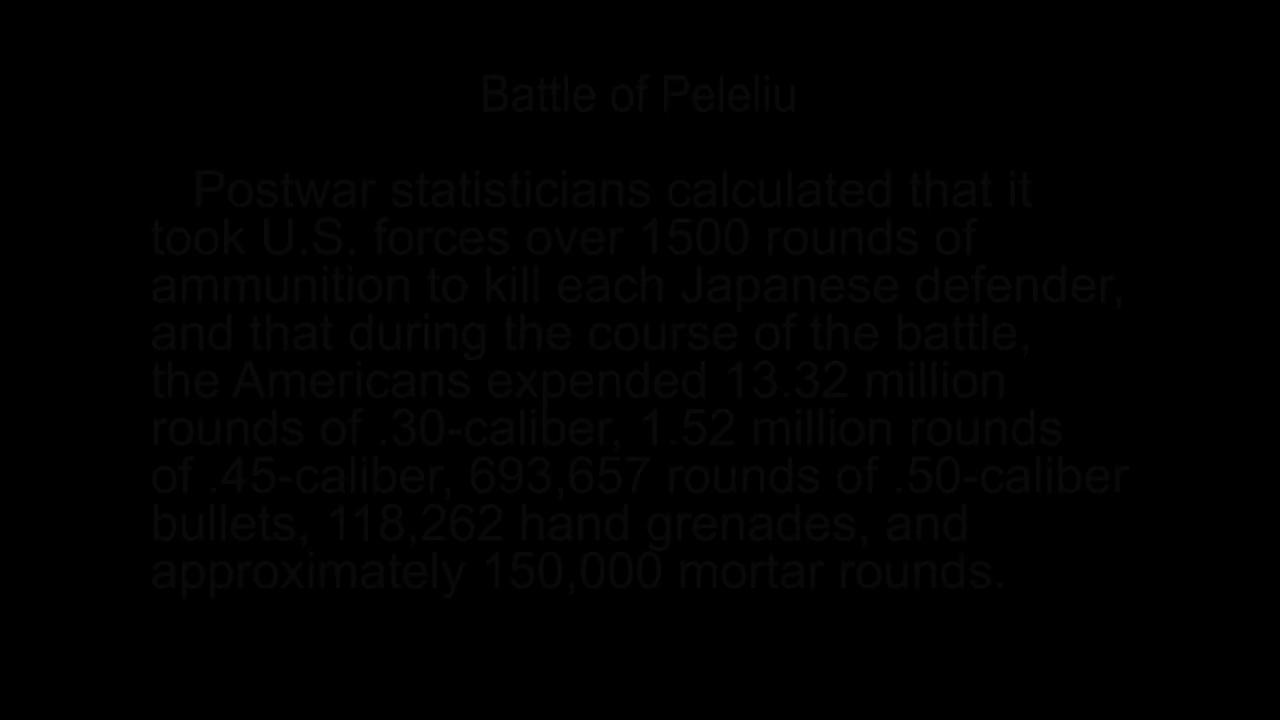 Battle of Peleliu
Postwar statisticians calculated that it
took U.S. forces over 1500 rounds of
ammunition to kill each Japanese defender,
and that during the course of the battle,
the Americans expended 13.32 million
rounds of .30-caliber, 1.52 million rounds
of .45-caliber, 693,657 rounds of .50-caliber
bullets, 118,262 hand grenades, and
approximately 150,000 mortar rounds.